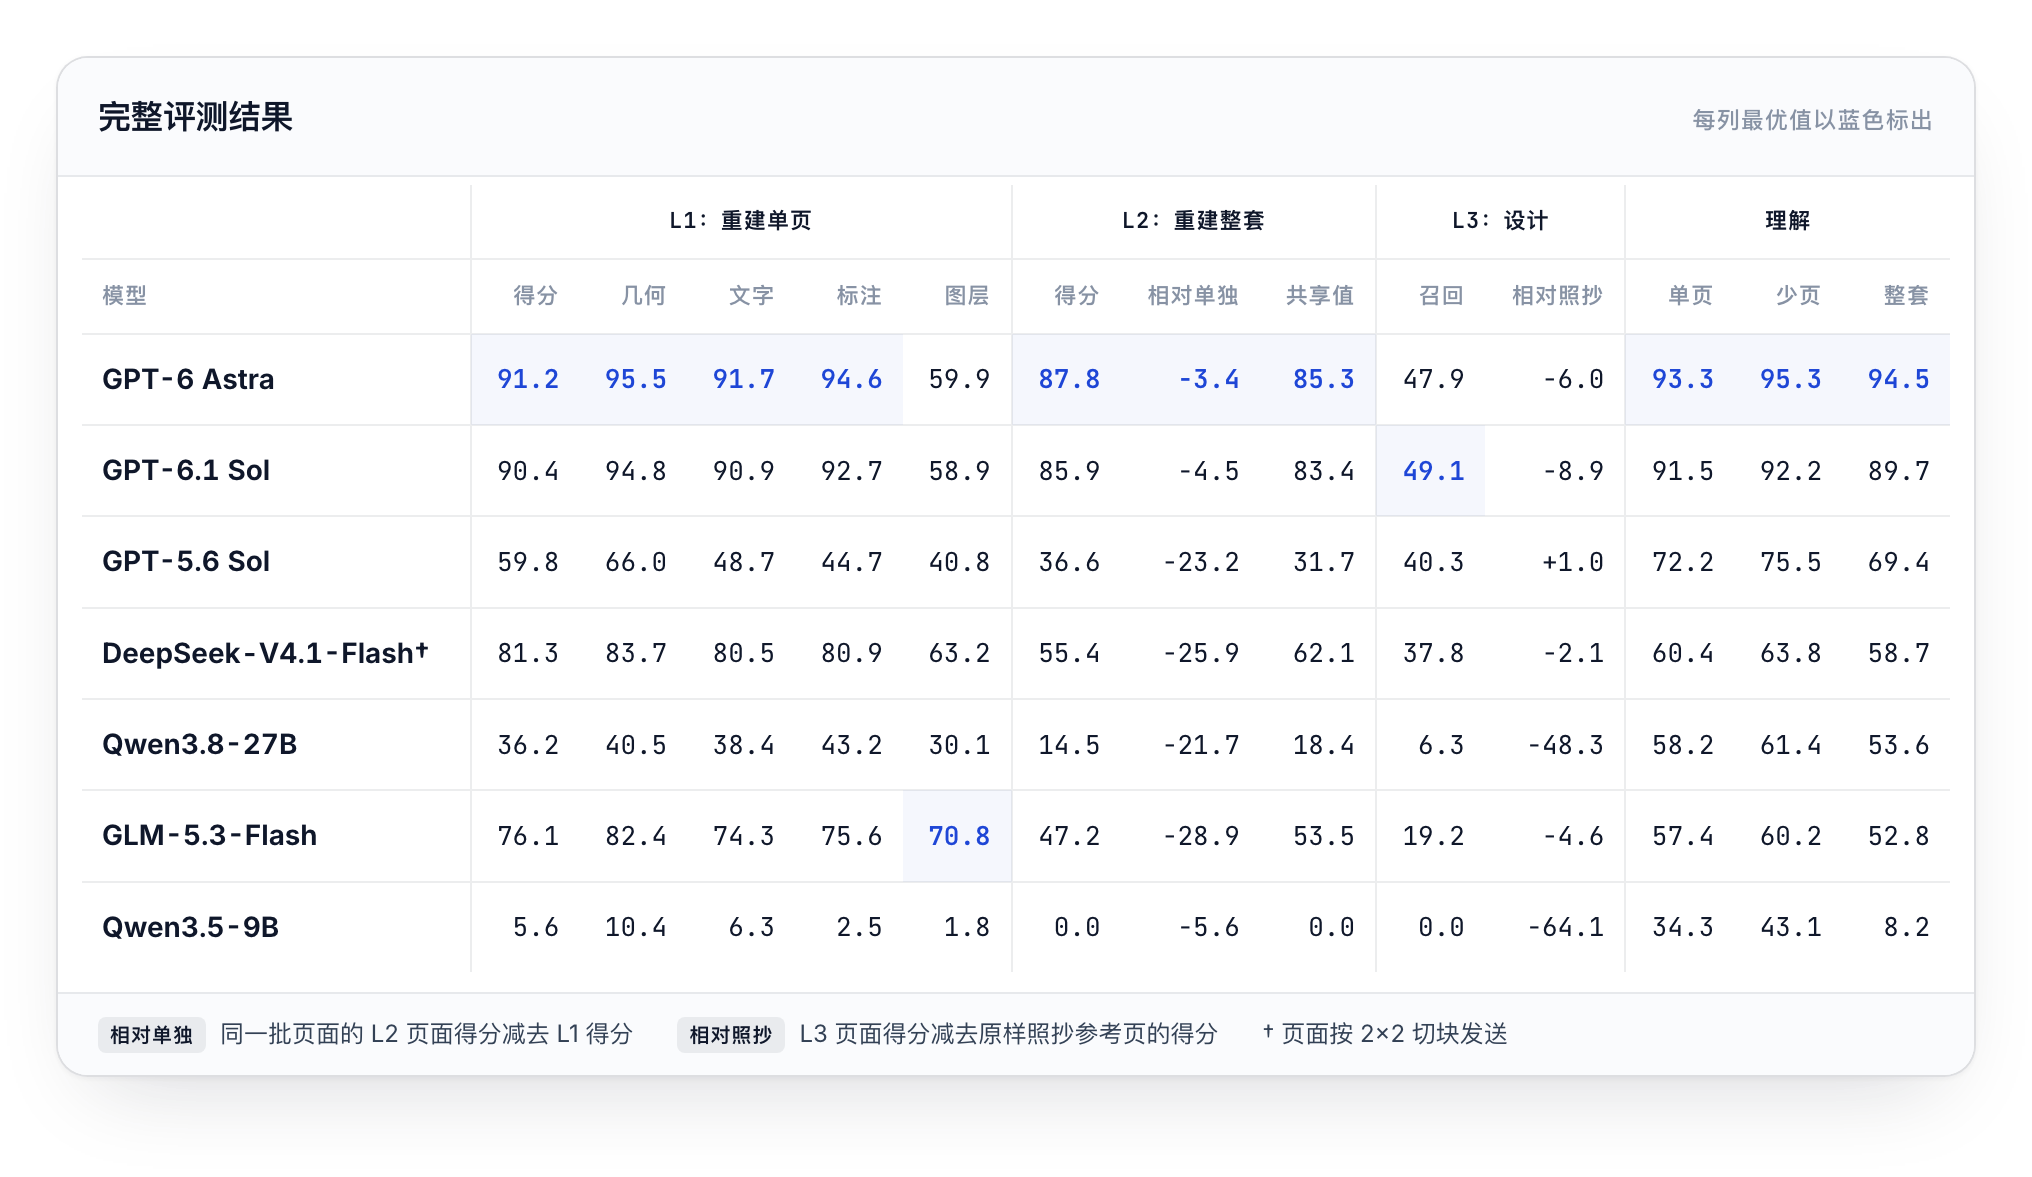 完整评测结果
每列最优值以蓝色标出
L1: 重建单页 L2: 重建整套 L3: 设计 理解
模型 得分 几何 文字 标注 图层 得分 相对单独 共享值 召回 相对照抄 单页 少页 整套
GPT-6 Astra 91.2 95.5 91.7 94.6 59.9 87.8 -3.4 85.3 47.9 -6.0 93.3 95.3 94.5
GPT-6.1 Sol 90.4 94.8 90.9 92.7 58.9 85.9 -4.5 83.4 49.1 -8.9 91.5 92.2 89.7
GPT-5.6 Sol 59.8 66.0 48.7 44.7 40.8 36.6 -23.2 31.7 40.3 +1.0 72.2 75.5 69.4
DeepSeek-V4.1-Flash† 81.3 83.7 80.5 80.9 63.2 55.4 -25.9 62.1 37.8 -2.1 60.4 63.8 58.7
Qwen3.8-27B 36.2 40.5 38.4 43.2 30.1 14.5 -21.7 18.4 6.3 -48.3 58.2 61.4 53.6
GLM-5.3-Flash 76.1 82.4 74.3 75.6 70.8 47.2 -28.9 53.5 19.2 -4.6 57.4 60.2 52.8
Qwen3.5-9B 5.6 10.4 6.3 2.5 1.8 0.0 -5.6 0.0 0.0 -64.1 34.3 43.1 8.2
相对单独 同一批页面的 L2 页面得分减去 L1 得分 相对照抄 L3 页面得分减去原样照抄参考页的得分 † 页面按 2×2 切块发送